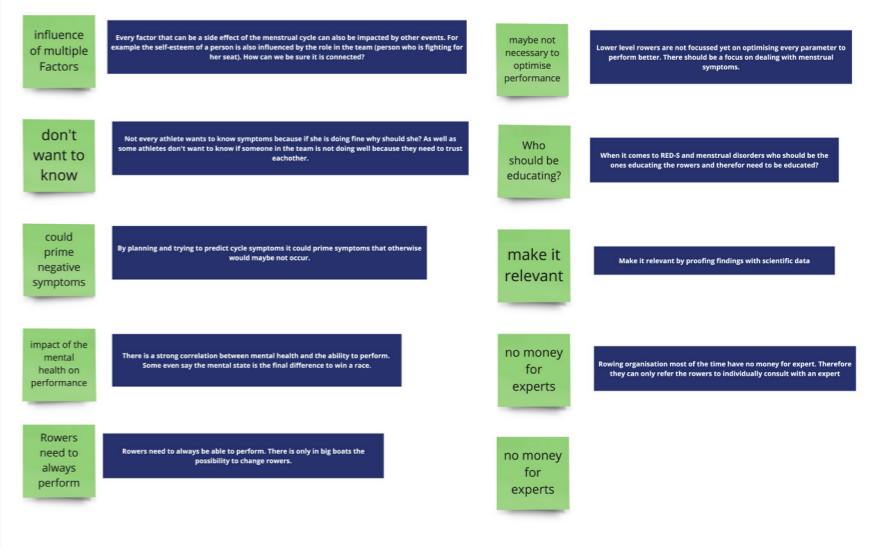 influence
of multiple
Factors
Every factor that can be a side effect of the menstrual cycle can also be impacted by other events. For
example the self-esteem of a person is also influenced by the role in the team (person who is fighting for
her seat). How can we be sure it is connected?
don't
want to
know
Not every athlete wants to know symptoms because if she is doing fine why should she? As well as
some athletes don't want to know if someone in the team is not doing well because they need to trust
eachother.
could
prime
negative
symptoms
By planning and trying to predict cycle symptoms it could prime symptoms that otherwise
would maybe not occur.
impact of the
mental
health on
performance
There is a strong correlation between mental health and the ability to perform.
Some even say the mental state is the final difference to win a race.
Rowers
need to
always
perform
Rowers need to always be able to perform. There is only in big boats the
possibility to change rowers.
maybe not
necessary to
optimise
performance
Lower level rowers are not focussed yet on optimising every parameter to
perform better. There should be a focus on dealing with menstrual
symptoms.
Who
should be
educating?
When it comes to RED-S and menstrual disorders who should be the
ones educating the rowers and therefor need to be educated?
make it
relevant
Make it relevant by proofing findings with scientific data
no money
for
experts
Rowing organisation most of the time have no money for expert. Therefore
they can only refer the rowers to individually consult with an expert
no money
for
experts